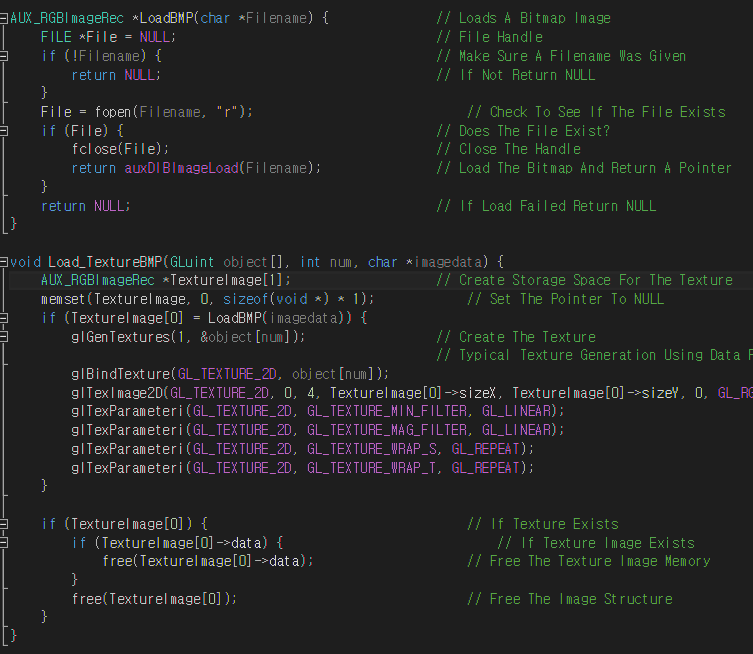 AUX_RGBImageRec *LoadBMP(char *Filename) { // Loads A Bitmap Image
FILE *File = NULL; // File Handle
if (!Filename) { // Make Sure A Filename Was Given
return NULL; // If Not Return NULL
}
File = fopen(Filename, "r"); // Check To See If The File Exists
if (File) { // Does The File Exist?
fclose(File); // Close The Handle
return auxDIBImageLoad(Filename); // Load The Bitmap And Return A Pointer
}
return NULL; // If Load Failed Return NULL
}
void Load_TextureBMP(GLuint object[], int num, char *imagedata) {
AUX_RGBImageRec *TextureImage[1]; // Create Storage Space For The Texture
memset(TextureImage, 0, sizeof(void *) * 1); // Set The Pointer To NULL
if (TextureImage[0] = LoadBMP(imagedata)) {
glGenTextures(1, &object[num]); // Create The Texture
// Typical Texture Generation Using Data F
glBindTexture(GL_TEXTURE_2D, object[num]);
glTexImage2D(GL_TEXTURE_2D, 0, 4, TextureImage[0]->sizeX, TextureImage[0]->sizeY, 0, GL_RG
glTexParameteri(GL_TEXTURE_2D, GL_TEXTURE_MIN_FILTER, GL_LINEAR);
glTexParameteri(GL_TEXTURE_2D, GL_TEXTURE_MAG_FILTER, GL_LINEAR);
glTexParameteri(GL_TEXTURE_2D, GL_TEXTURE_WRAP_S, GL_REPEAT);
glTexParameteri(GL_TEXTURE_2D, GL_TEXTURE_WRAP_T, GL_REPEAT);
}
if (TextureImage[0]) { // If Texture Exists
if (TextureImage[0]->data) { // If Texture Image Exists
free(TextureImage[0]->data); // Free The Texture Image Memory
}
free(TextureImage[0]); // Free The Image Structure
}
}